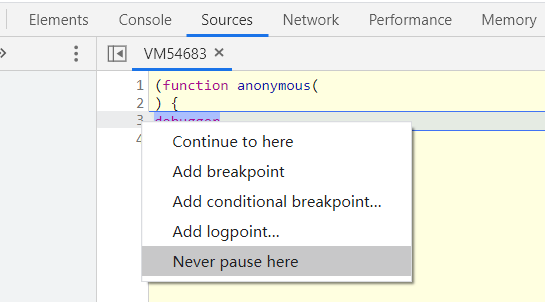 Elements Console Sources Network Performance Memory
» VM54683 ×
1 (function anonymous(
2 ) {
3 debugger
4
Continue to here
Add breakpoint
Add conditional breakpoint...
Add logpoint...
Never pause here